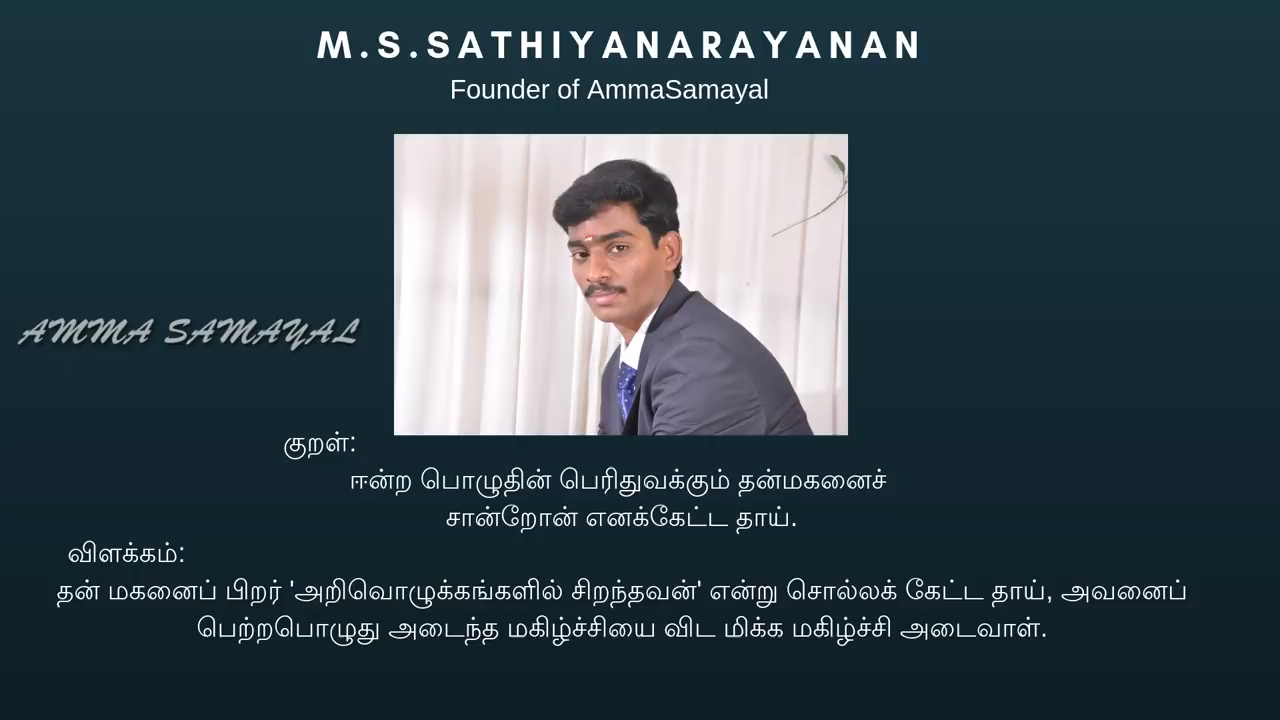 M.S.SATHIYANARAYANAN
Founder of AmmaSamayal
AMMA SAMAYAL
குறள்:
ஈன்ற பொழுதின் பெரிதுவக்கும் தன்மகனைச்
சான்றோன் எனக்கேட்ட தாய்.
விளக்கம்:
தன் மகனைப் பிறர் 'அறிவொழுக்கங்களில் சிறந்தவன்' என்று சொல்லக் கேட்ட தாய், அவனைப்
பெற்றபொழுது அடைந்த மகிழ்ச்சியை விட மிக்க மகிழ்ச்சி அடைவாள்.